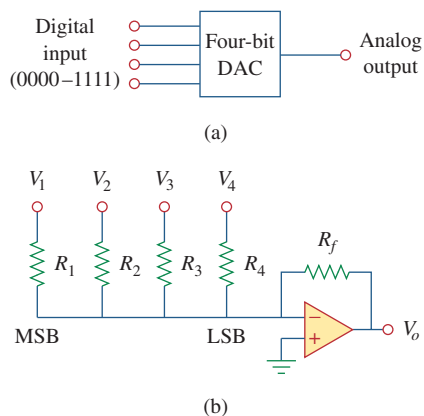 Digital
input
(0000–1111)
Four-bit
DAC
Analog
output
(a)
V1 V2 V3 V4
R1 R2 R3 R4 Rf
MSB LSB
−
+
Vo
(b)